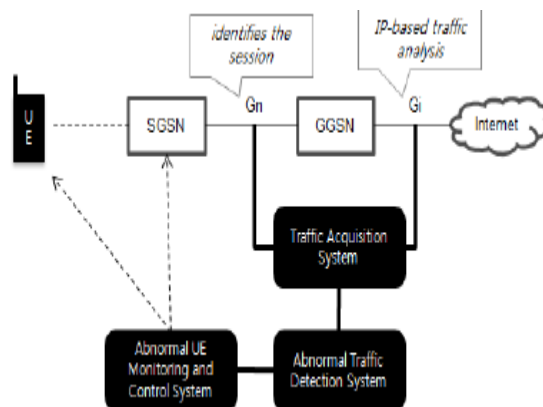 identifies the
session
IP-based traffic
analysis
U
E
SGSN
Gn
GGSN
Gi
Internet
Traffic Acquisition
System
Abnormal UE
Monitoring and
Control System
Abnormal Traffic
Detection System